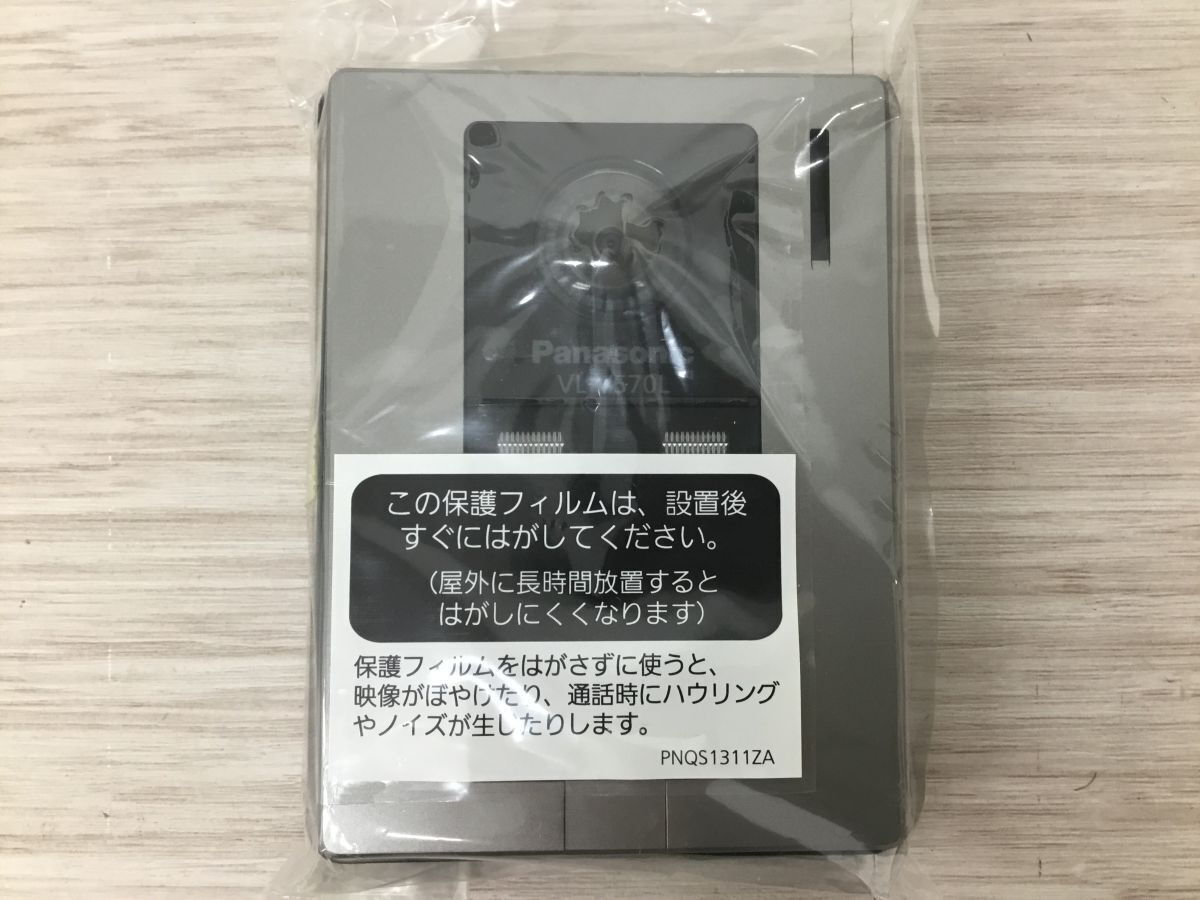 Panasonic
この保護フィルムは、設置後
すぐにはがしてください。
（屋外に長時間放置すると
はがしにくくなります）
保護フィルムをはがさずに使うと、
映像がぼやけたり、通話時にハウリング
やノイズが生じたりします。
PNQS1311ZA